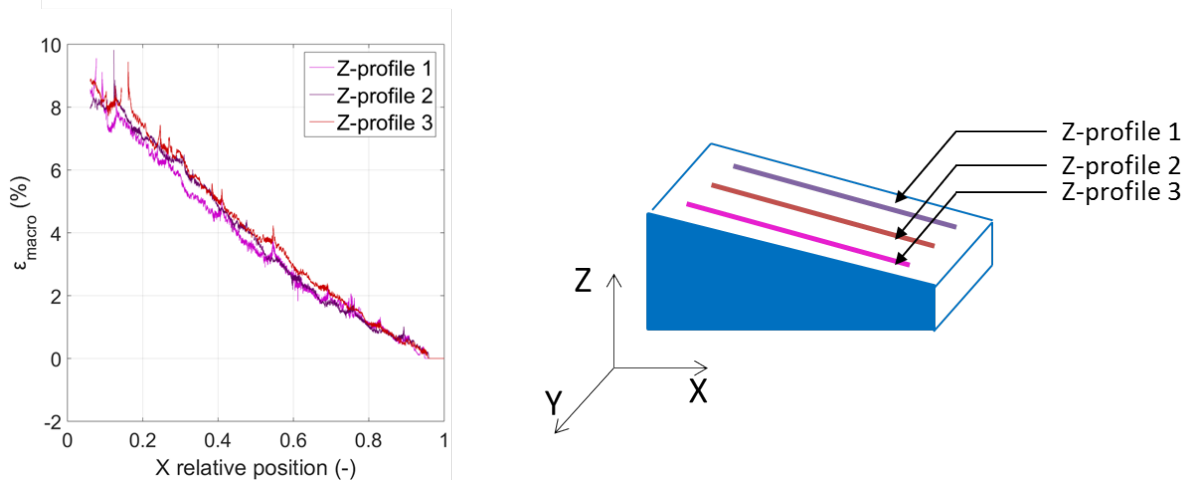 10
8
6
4
2
0
-2
ε_macro (%)
0
0.2
0.4
0.6
0.8
1
X relative position (-)
Z-profile 1
Z-profile 2
Z-profile 3
Z-profile 1
Z-profile 2
Z-profile 3
Z
Y
X